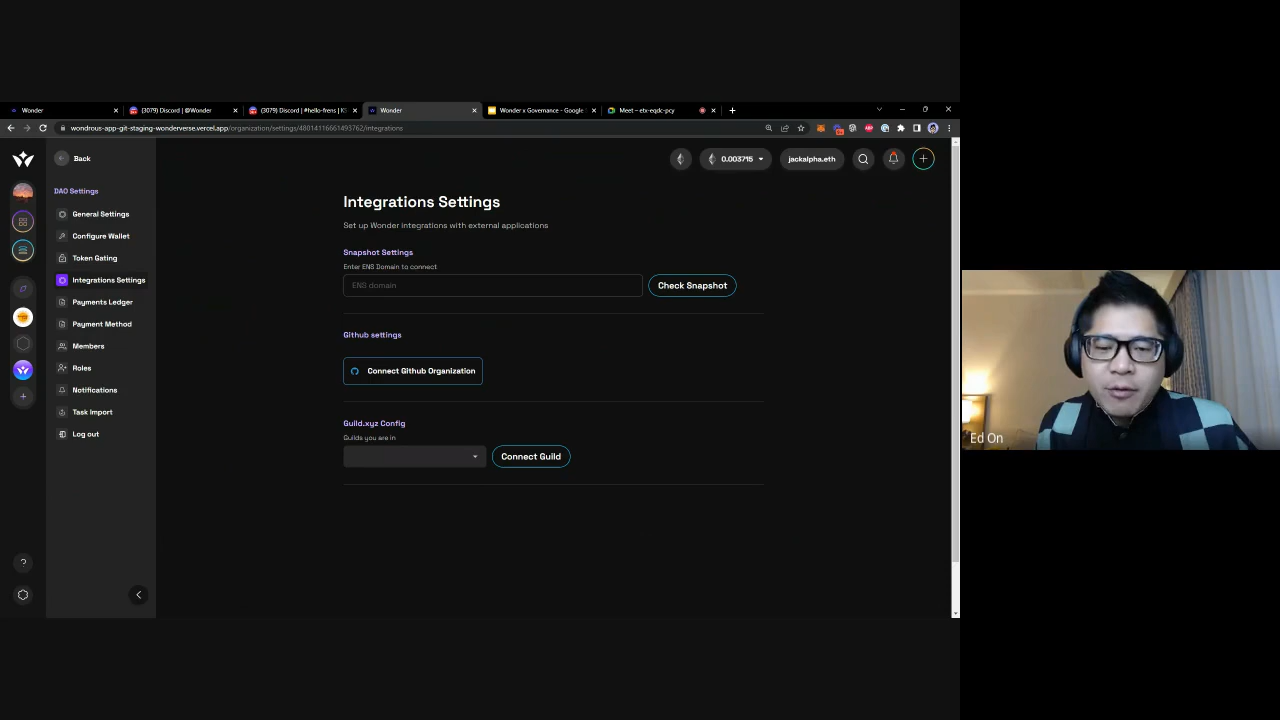 Wonder
(3079) Discord | @Wonder
(3079) Discord | #hello-frens | K
Wonder
Wonder x Governance - Google
Meet – etx-eqdc-pcy
wondrous-app-git-staging-wonderverse.vercel.app/organization/settings/48014116661493762/integrations
Back
0.003715
jackalpha.eth
DAO Settings
General Settings
Configure Wallet
Token Gating
Integrations Settings
Payments Ledger
Payment Method
Members
Roles
Notifications
Task Import
Log out
Integrations Settings
Set up Wonder integrations with external applications
Snapshot Settings
Enter ENS Domain to connect
ENS domain
Check Snapshot
Github settings
Connect Github Organization
Guild.xyz Config
Guilds you are in
Connect Guild
Ed On